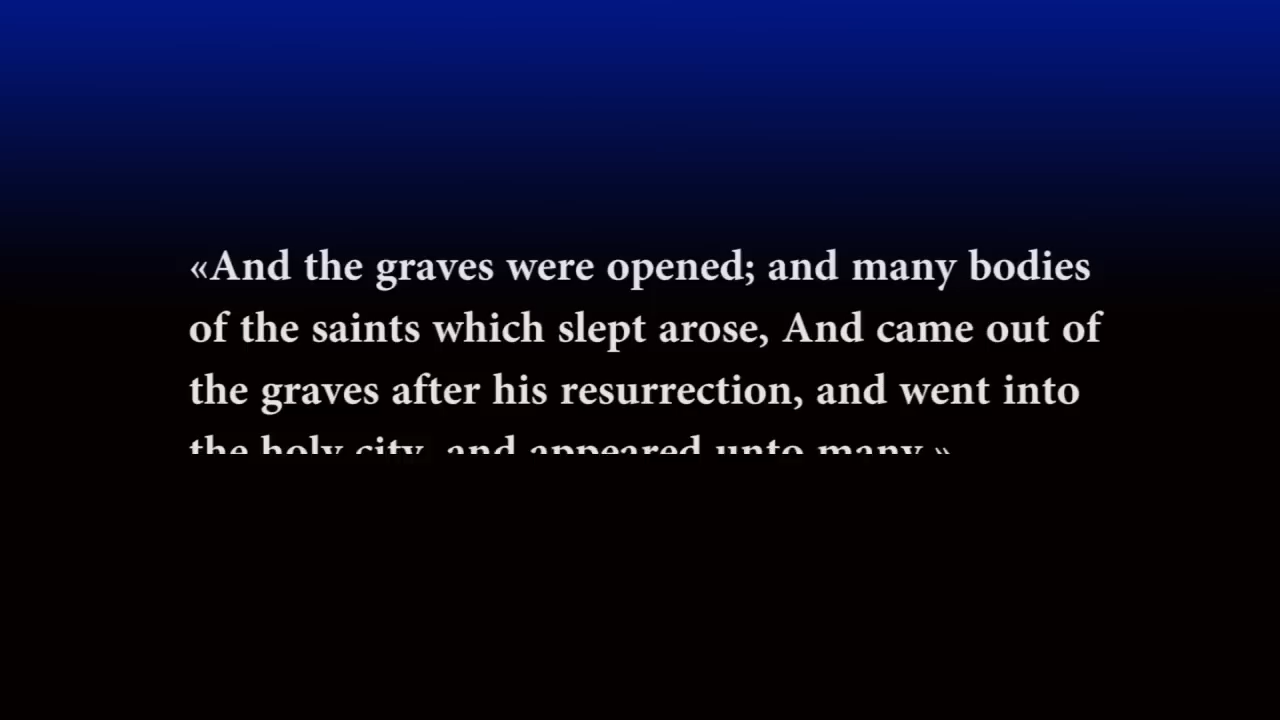 «And the graves were opened; and many bodies
of the saints which slept arose, And came out of
the graves after his resurrection, and went into
the holy city, and appeared unto many.»